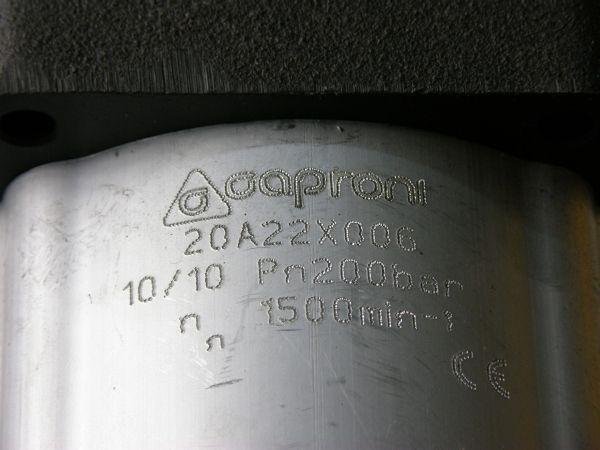 caproni
20A22X006
10/10 Pn200bar
nn 1500min-1
CE